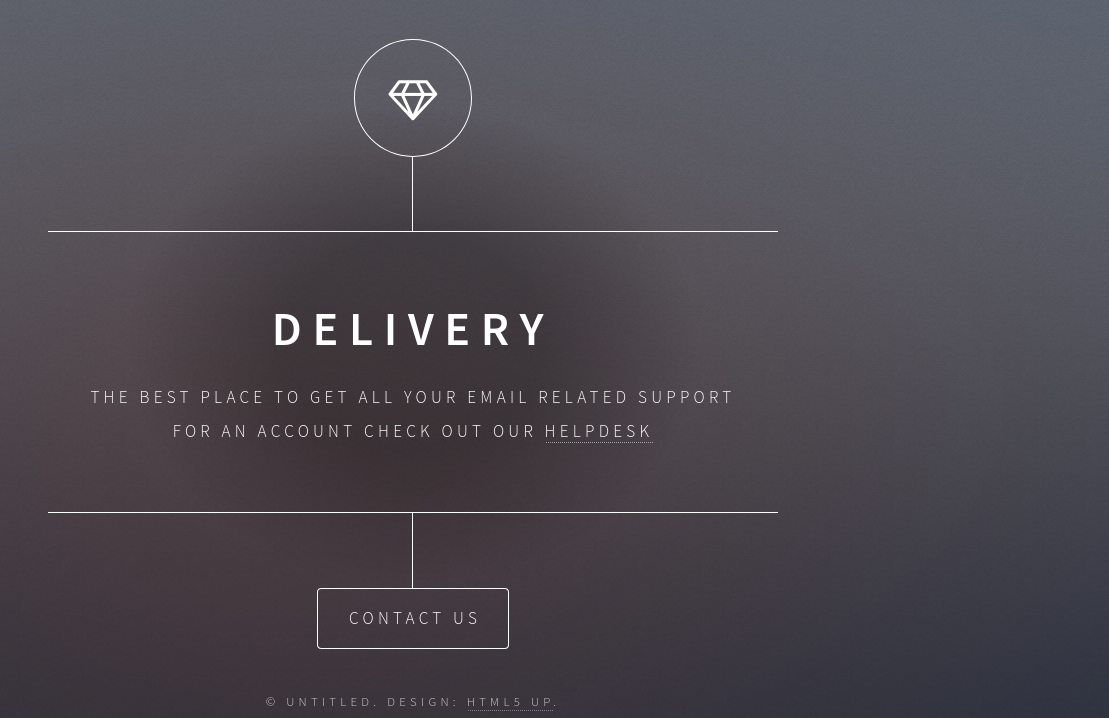 DELIVERY
THE BEST PLACE TO GET ALL YOUR EMAIL RELATED SUPPORT
FOR AN ACCOUNT CHECK OUT OUR HELPDESK
CONTACT US
© UNTITLED. DESIGN: HTML5 UP.